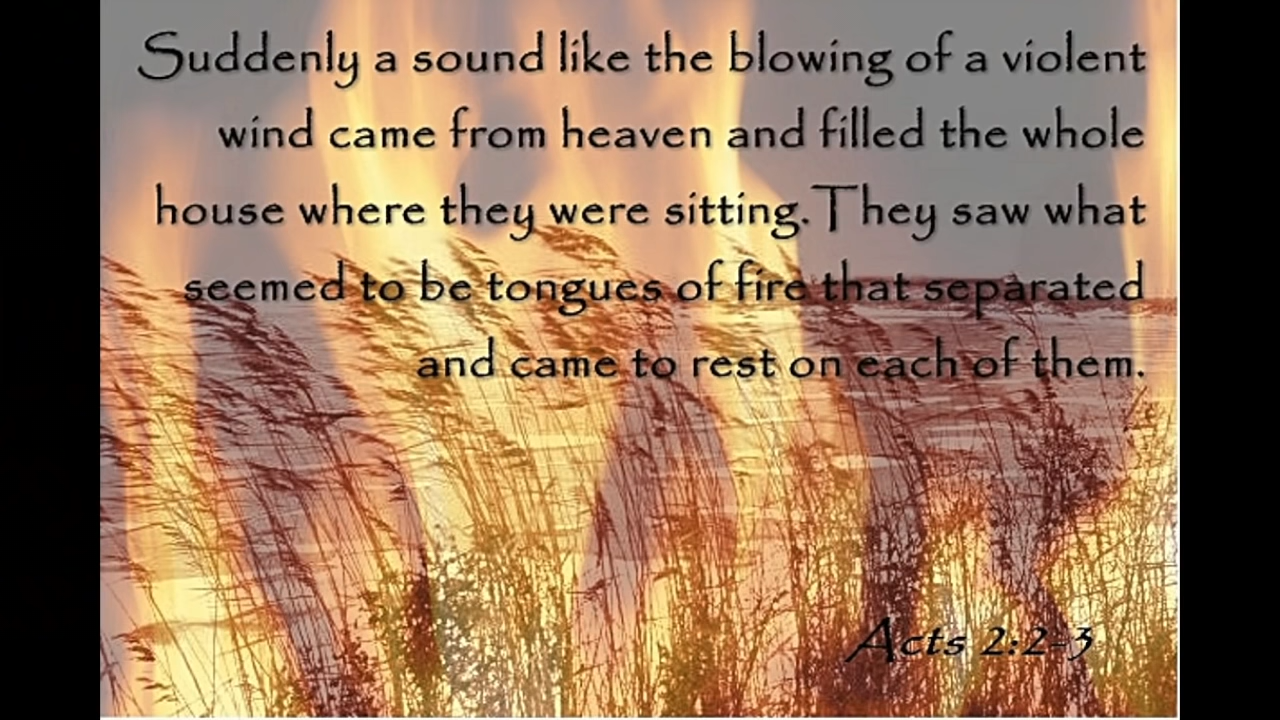 Suddenly a sound like the blowing of a violent
wind came from heaven and filled the whole
house where they were sitting. They saw what
seemed to be tongues of fire that separated
and came to rest on each of them.
Acts 2:2-3